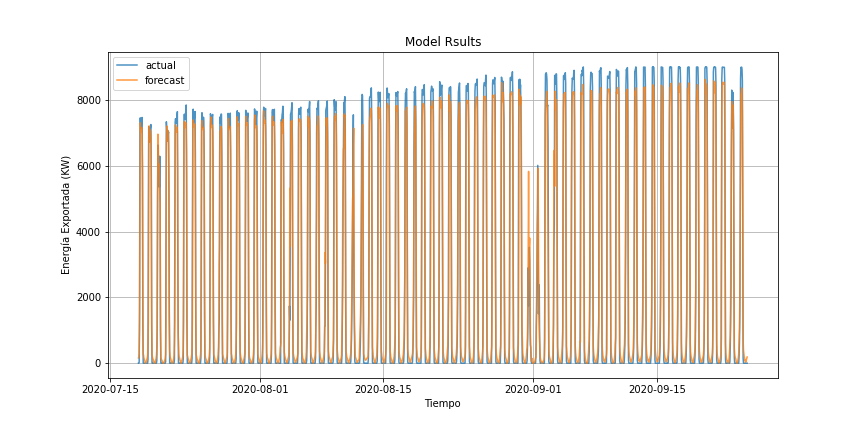 Model Rsults
actual
forecast
8000
6000
4000
2000
0
Energía Exportada (KW)
2020-07-15 2020-08-01 2020-08-15 2020-09-01 2020-09-15
Tiempo